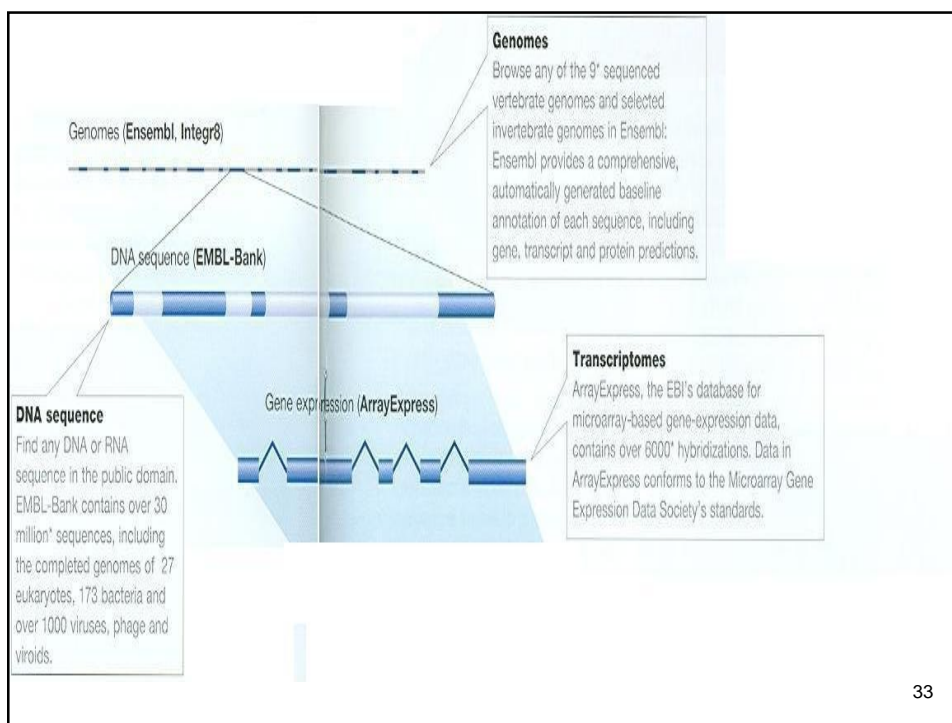 Genomes
Browse any of the 9* sequenced
vertebrate genomes and selected
invertebrate genomes in Ensembl:
Ensembl provides a comprehensive,
automatically generated baseline
annotation of each sequence, including
gene, transcript and protein predictions.
Genomes (Ensembl, Integr8)
DNA sequence (EMBL-Bank)
Transcriptomes
ArrayExpress, the EBI's database for
microarray-based gene-expression data,
contains over 6000* hybridizations. Data in
ArrayExpress conforms to the Microarray Gene
Expression Data Society's standards.
Gene expression (ArrayExpress)
DNA sequence
Find any DNA or RNA
sequence in the public domain.
EMBL-Bank contains over 30
million* sequences, including
the completed genomes of 27
eukaryotes, 173 bacteria and
over 1000 viruses, phage and
viroids.
33